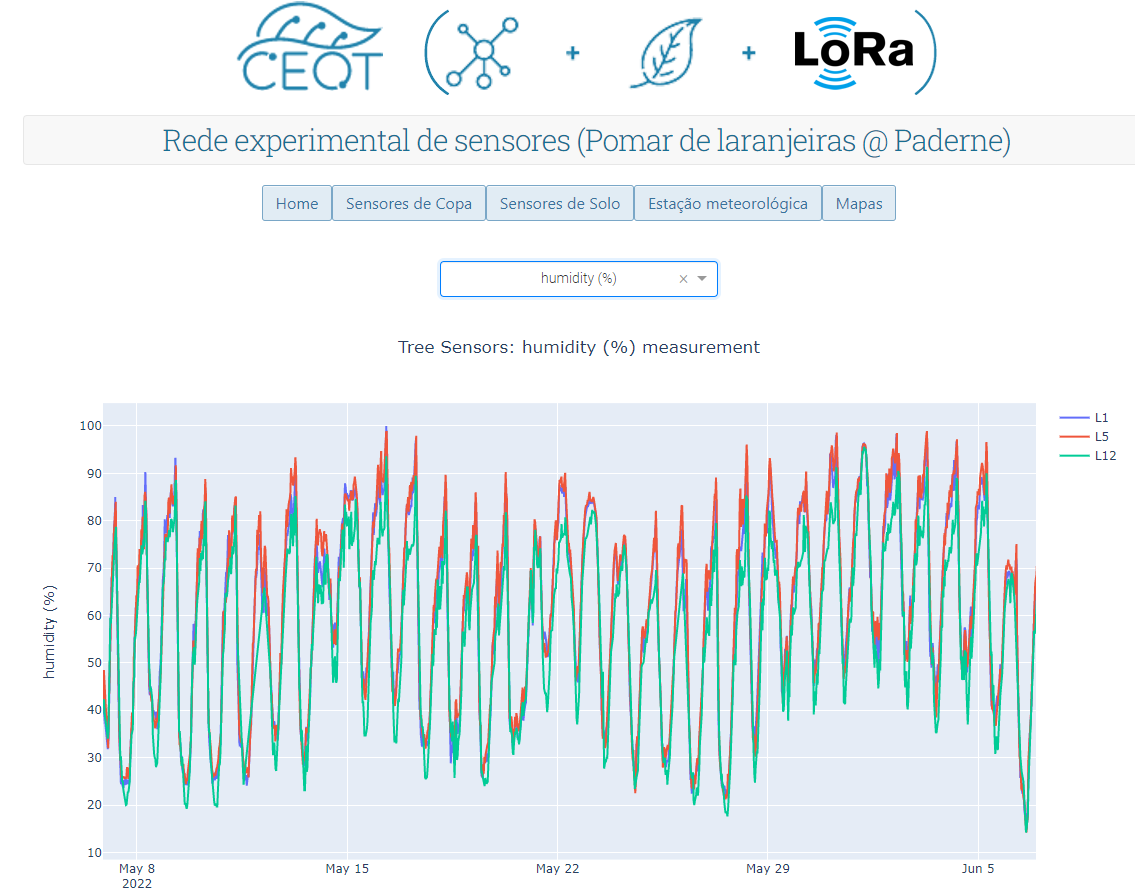 CEOT + + LoRa
Rede experimental de sensores (Pomar de laranjeiras @ Paderne)
Home Sensores de Copa Sensores de Solo Estação meteorológica Mapas
humidity (%) ×
Tree Sensors: humidity (%) measurement
L1
L5
L12
humidity (%)
100
90
80
70
60
50
40
30
20
10
May 8 May 15 May 22 May 29 Jun 5
2022